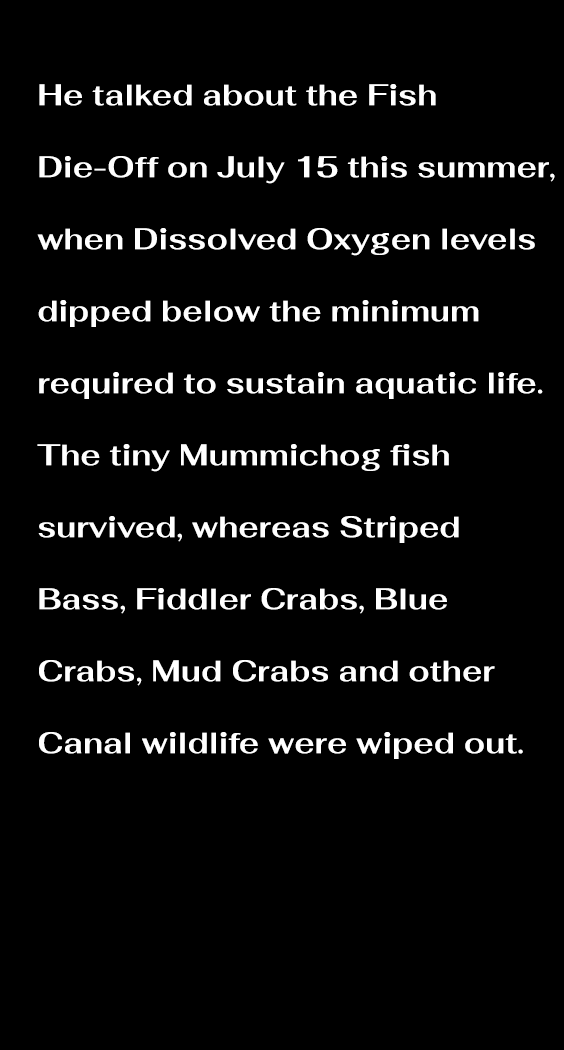 He talked about the Fish
Die-Off on July 15 this summer,
when Dissolved Oxygen levels
dipped below the minimum
required to sustain aquatic life.
The tiny Mummichog fish
survived, whereas Striped
Bass, Fiddler Crabs, Blue
Crabs, Mud Crabs and other
Canal wildlife were wiped out.